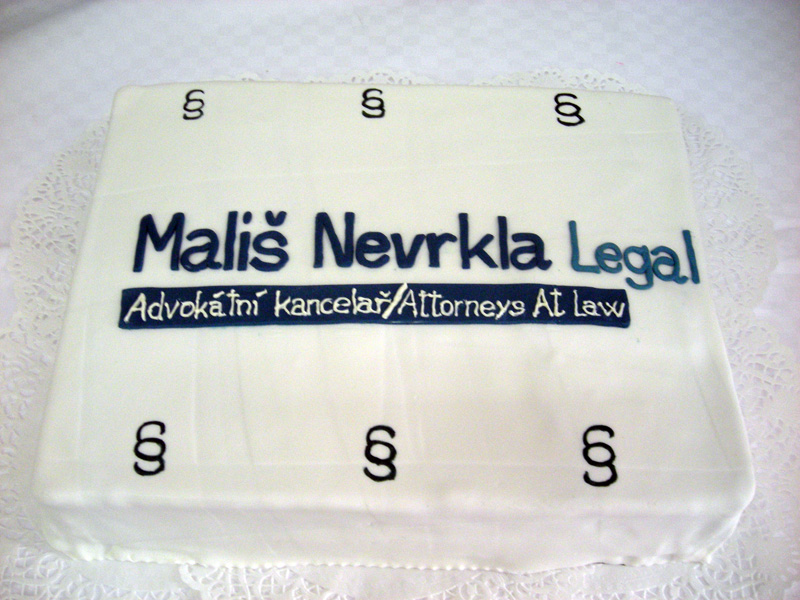 § § §
Mališ Nevrkla Legal
Advokátní kancelař/Attorneys At Law
§ § §